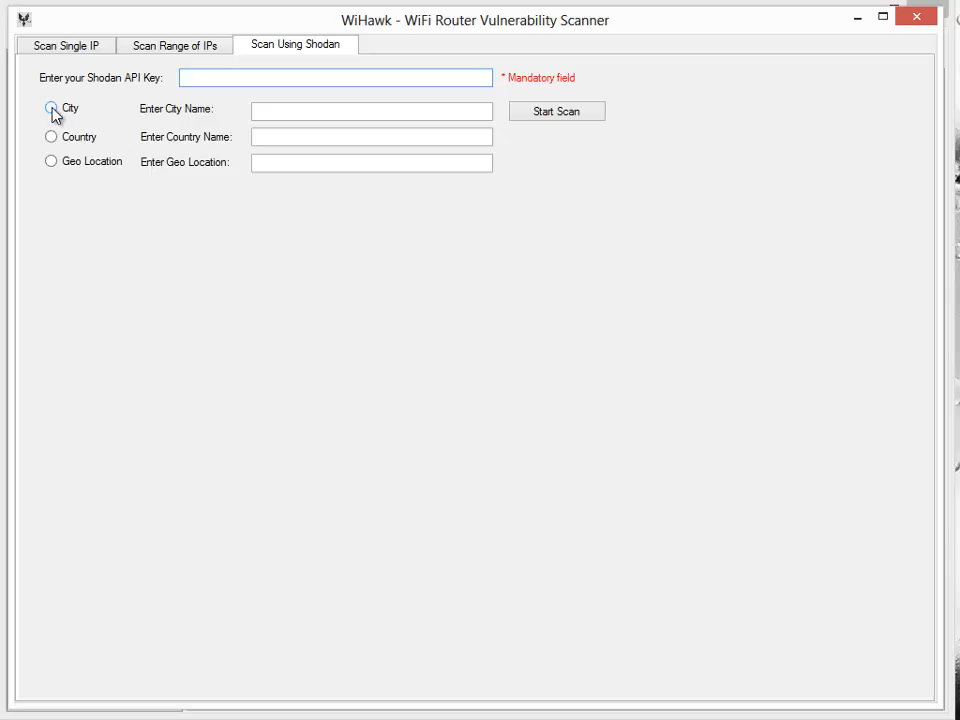 WiHawk - WiFi Router Vulnerability Scanner
Scan Single IP Scan Range of IPs Scan Using Shodan
Enter your Shodan API Key: * Mandatory field
City Enter City Name: Start Scan
Country Enter Country Name:
Geo Location Enter Geo Location: